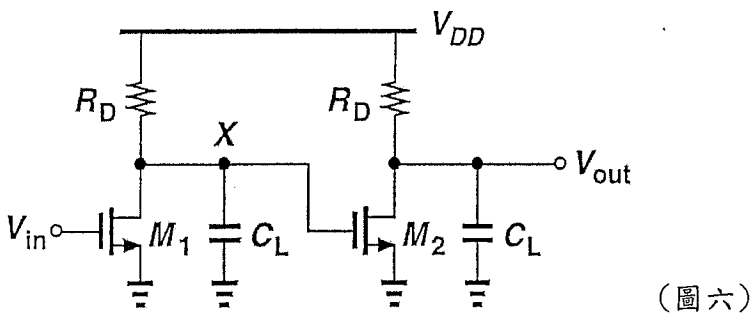 V_DD
R_D
R_D
X
V_out
V_in
M_1
C_L
M_2
C_L
(圖六)